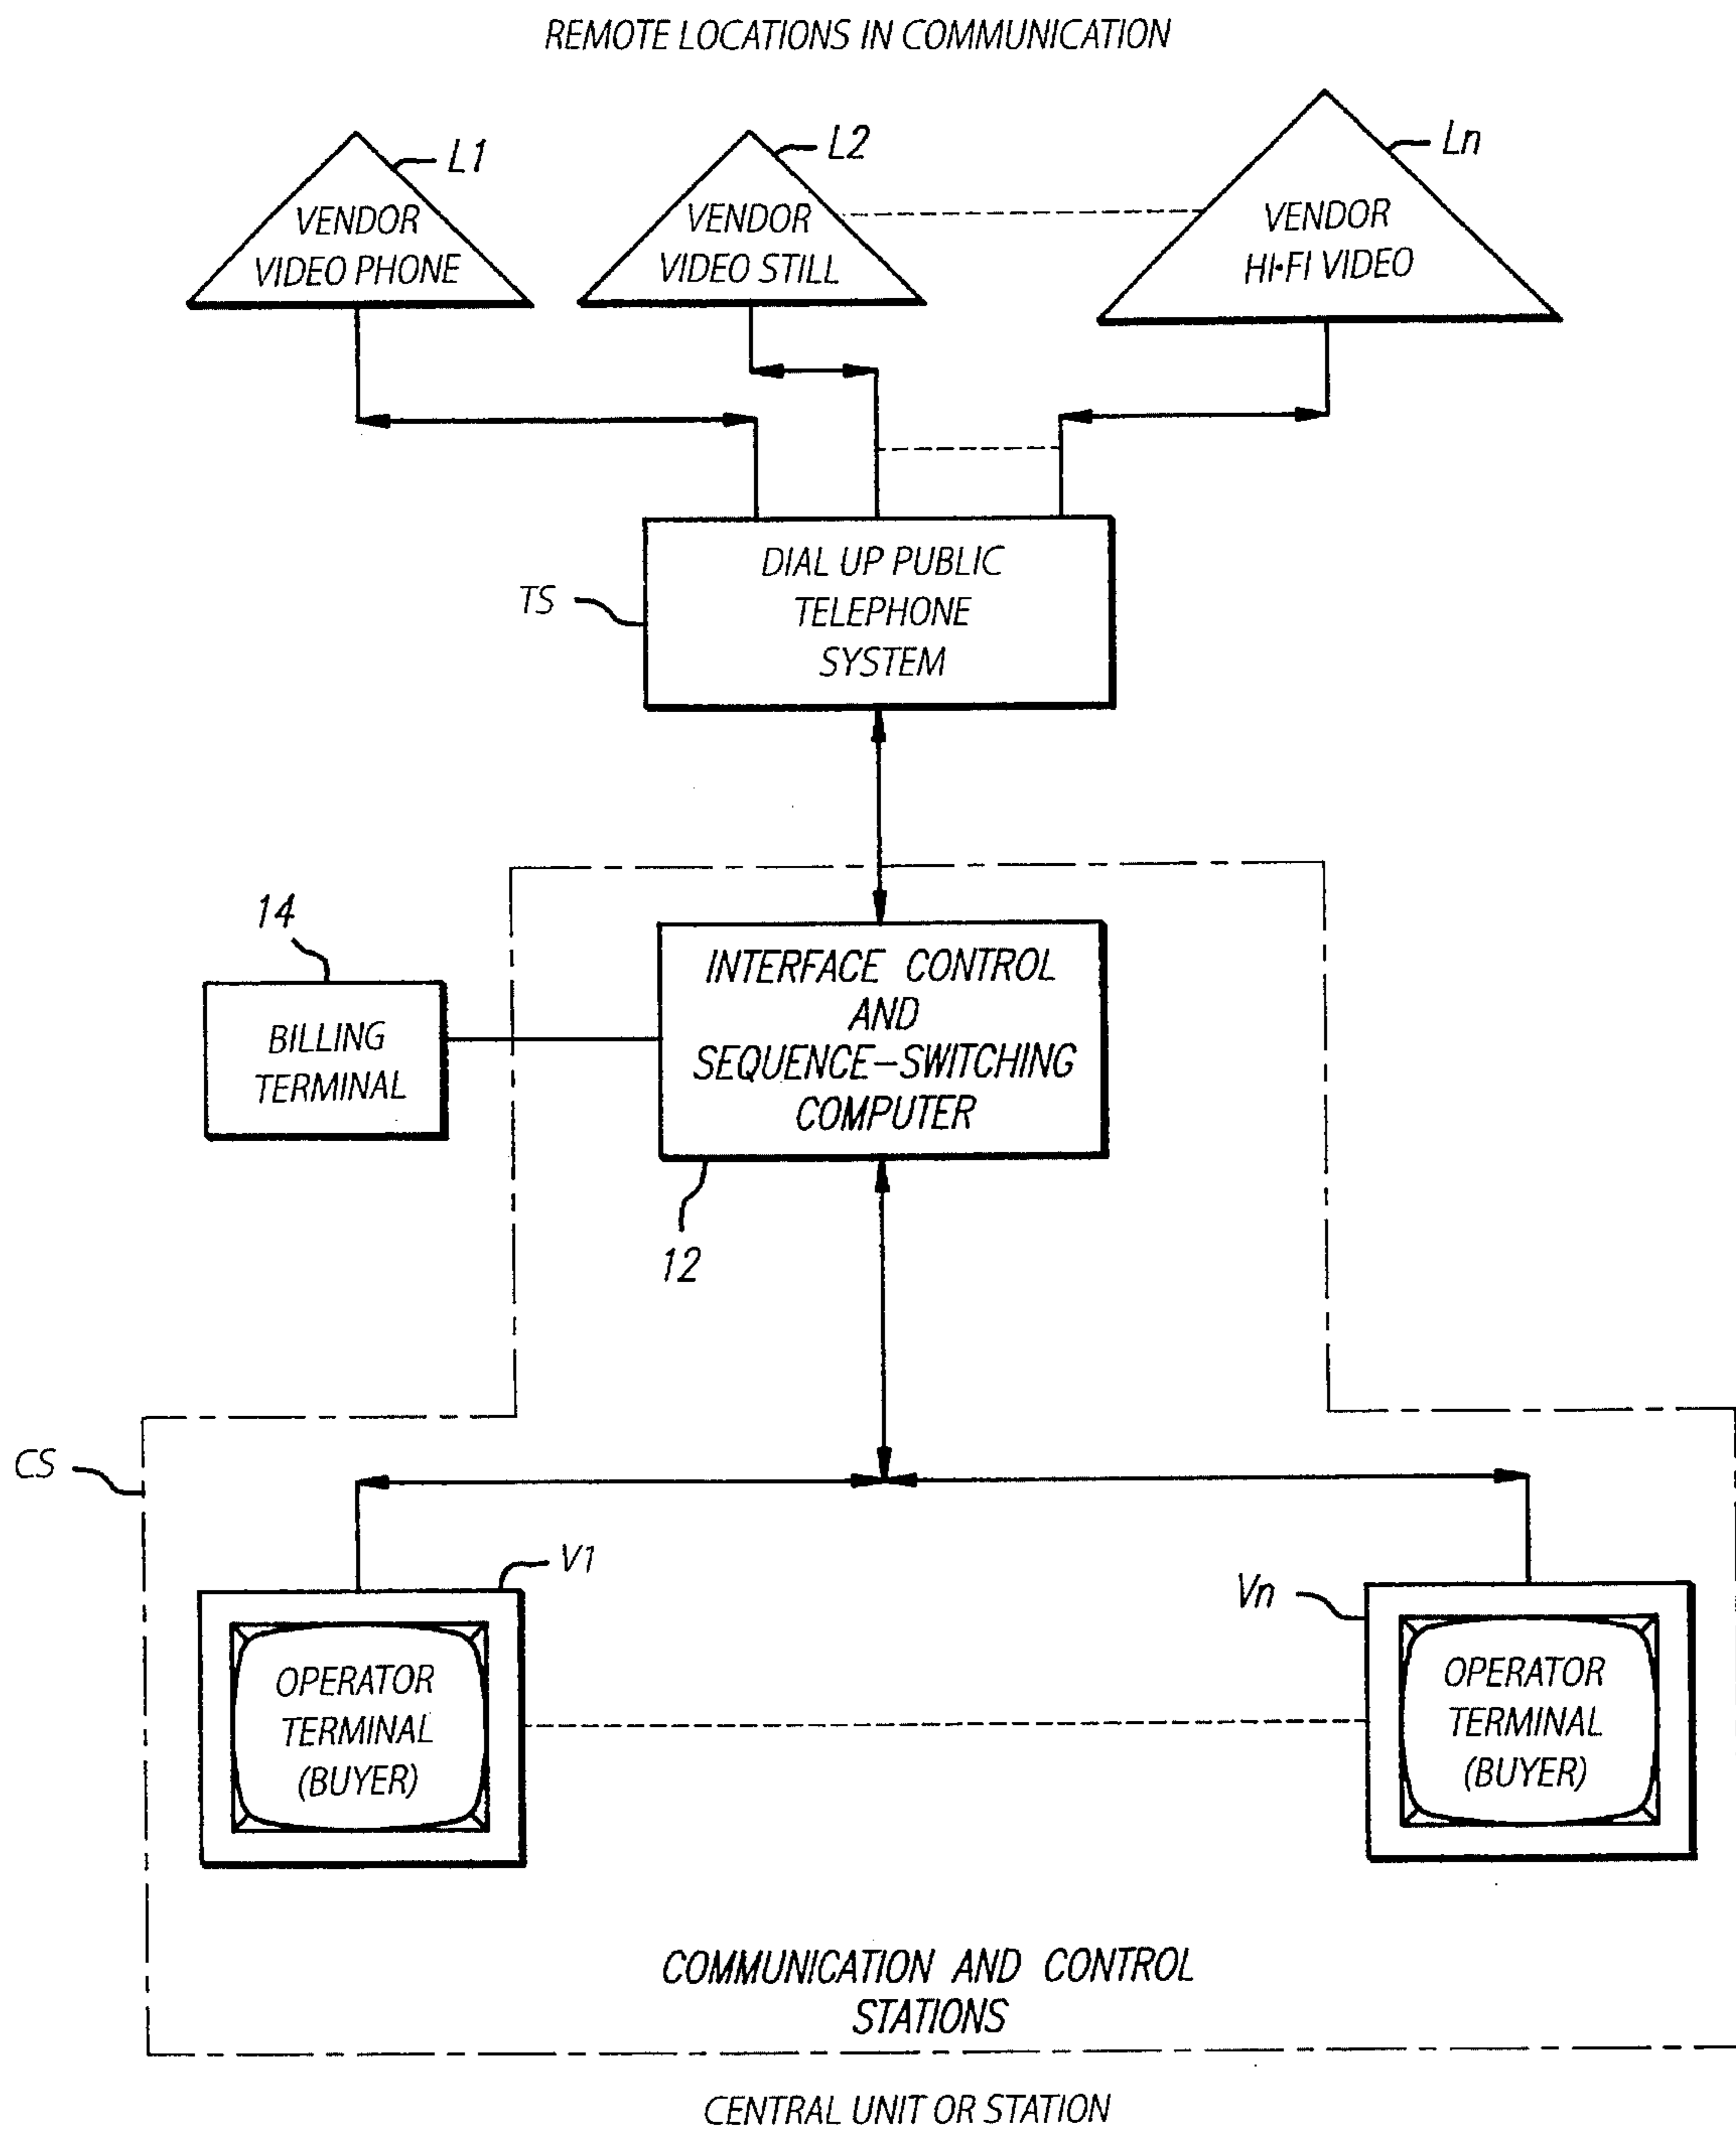 REMOTE LOCATIONS IN COMMUNICATION
L1
VENDOR
VIDEO PHONE
L2
VENDOR
VIDEO STILL
Ln
VENDOR
HI•FI VIDEO
TS
DIAL UP PUBLIC
TELEPHONE
SYSTEM
14
BILLING
TERMINAL
INTERFACE CONTROL
AND
SEQUENCE-SWITCHING
COMPUTER
12
CS
V1
OPERATOR
TERMINAL
(BUYER)
Vn
OPERATOR
TERMINAL
(BUYER)
COMMUNICATION AND CONTROL
STATIONS
CENTRAL UNIT OR STATION